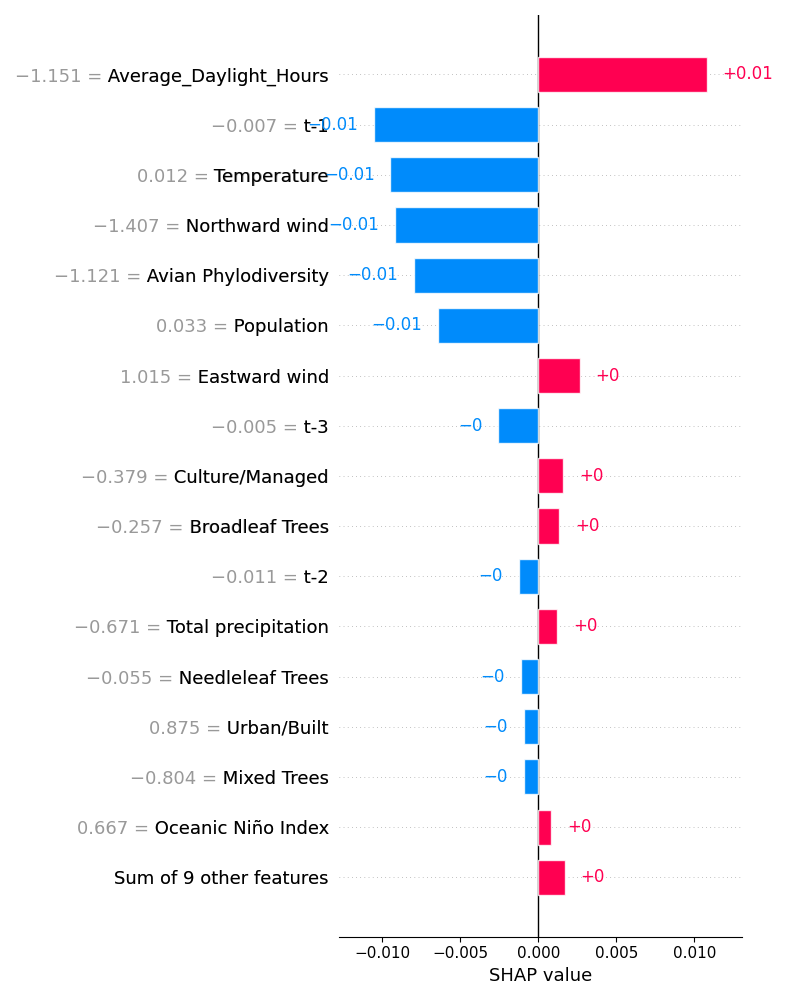 −1.151 = Average_Daylight_Hours +0.01
−0.007 = t-1 −0.01
0.012 = Temperature −0.01
−1.407 = Northward wind −0.01
−1.121 = Avian Phylodiversity −0.01
0.033 = Population −0.01
1.015 = Eastward wind +0
−0.005 = t-3 −0
−0.379 = Culture/Managed +0
−0.257 = Broadleaf Trees +0
−0.011 = t-2 −0
−0.671 = Total precipitation +0
−0.055 = Needleleaf Trees −0
0.875 = Urban/Built −0
−0.804 = Mixed Trees −0
0.667 = Oceanic Niño Index +0
Sum of 9 other features +0
−0.010 −0.005 0.000 0.005 0.010
SHAP value